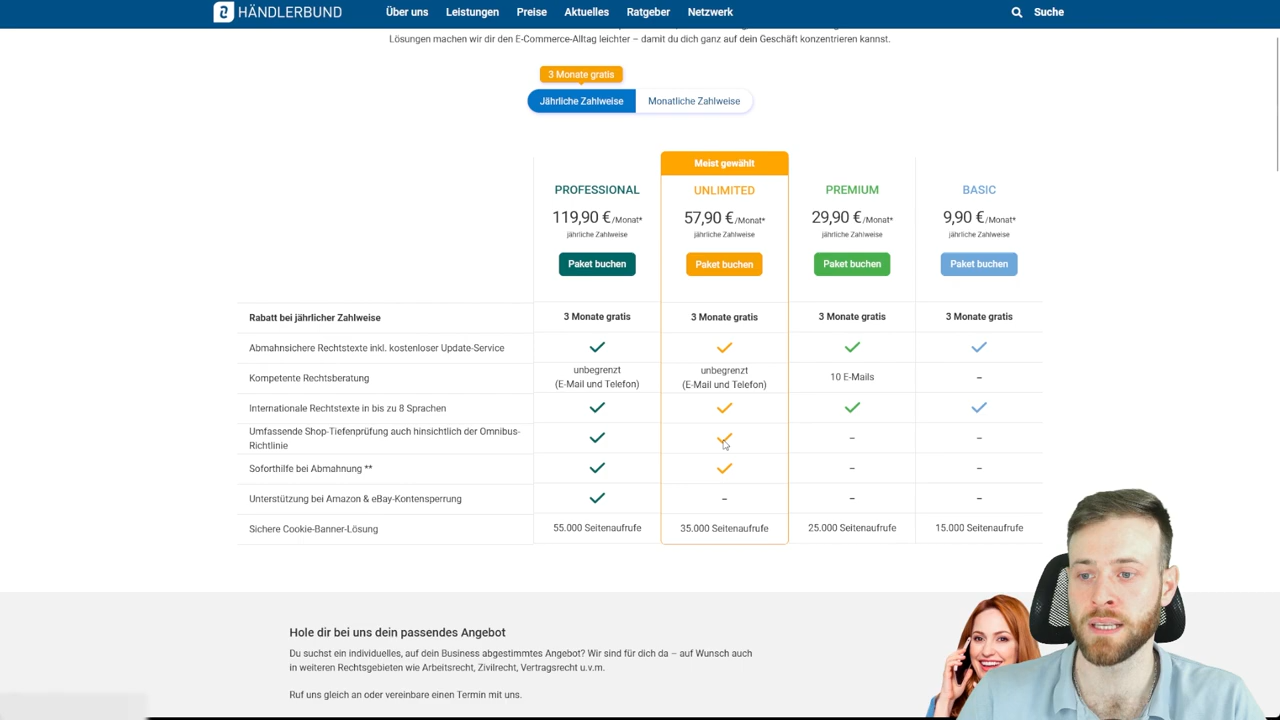 HÄNDLERBUND
Über uns
Leistungen
Preise
Aktuelles
Ratgeber
Netzwerk
Suche
Lösungen machen wir dir den E-Commerce-Alltag leichter – damit du dich ganz auf dein Geschäft konzentrieren kannst.
3 Monate gratis
Jährliche Zahlweise
Monatliche Zahlweise
Meist gewählt
PROFESSIONAL
UNLIMITED
PREMIUM
BASIC
119,90 €/Monat*
57,90 €/Monat*
29,90 €/Monat*
9,90 €/Monat*
jährliche Zahlweise
jährliche Zahlweise
jährliche Zahlweise
jährliche Zahlweise
Paket buchen
Paket buchen
Paket buchen
Paket buchen
Rabatt bei jährlicher Zahlweise
3 Monate gratis
3 Monate gratis
3 Monate gratis
3 Monate gratis
Abmahnsichere Rechtstexte inkl. kostenloser Update-Service
Kompetente Rechtsberatung
unbegrenzt
(E-Mail und Telefon)
unbegrenzt
(E-Mail und Telefon)
10 E-Mails
–
Internationale Rechtstexte in bis zu 8 Sprachen
Umfassende Shop-Tiefenprüfung auch hinsichtlich der Omnibus-
Richtlinie
–
–
Soforthilfe bei Abmahnung **
–
–
Unterstützung bei Amazon & eBay-Kontensperrung
–
–
–
Sichere Cookie-Banner-Lösung
55.000 Seitenaufrufe
35.000 Seitenaufrufe
25.000 Seitenaufrufe
15.000 Seitenaufrufe
Hole dir bei uns dein passendes Angebot
Du suchst ein individuelles, auf dein Business abgestimmtes Angebot? Wir sind für dich da – auf Wunsch auch
in weiteren Rechtsgebieten wie Arbeitsrecht, Zivilrecht, Vertragsrecht u.v.m.
Ruf uns gleich an oder vereinbare einen Termin mit uns.